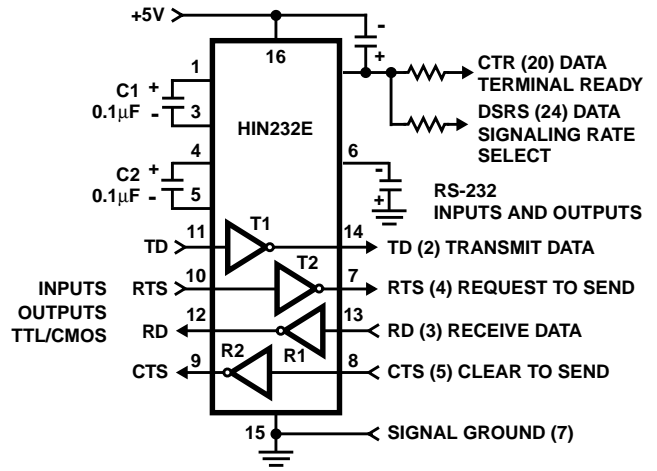 +5V
-
+
16
1
C1 +
0.1µF -
3
HIN232E
CTR (20) DATA
TERMINAL READY
DSRS (24) DATA
SIGNALING RATE
SELECT
4
C2 +
0.1µF -
5
6
-
+
RS-232
INPUTS AND OUTPUTS
TD 11 T1 14 TD (2) TRANSMIT DATA
RTS 10 T2 7 RTS (4) REQUEST TO SEND
INPUTS
OUTPUTS
TTL/CMOS
RD 12 R1 13 RD (3) RECEIVE DATA
CTS 9 R2 8 CTS (5) CLEAR TO SEND
15 SIGNAL GROUND (7)